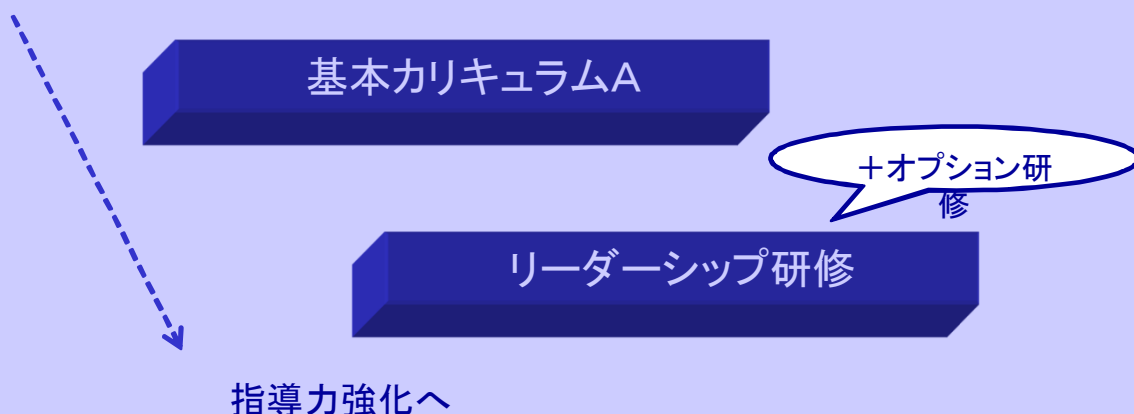 基本カリキュラムA
＋オプション研
修
リーダーシップ研修
指導力強化へ